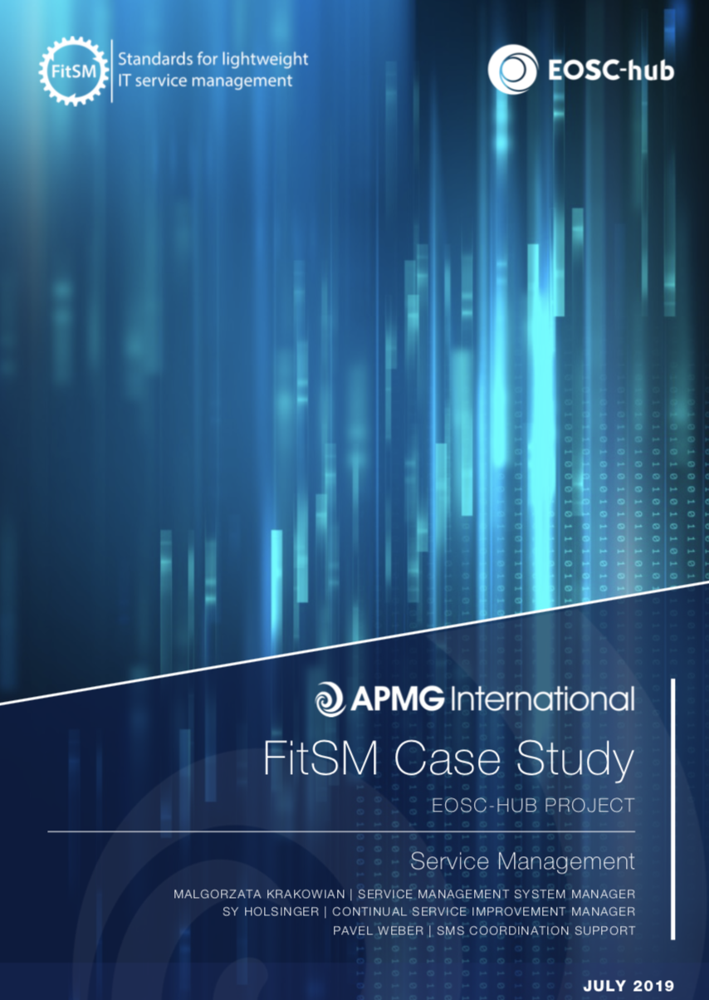 FitSM
Standards for lightweight
IT service management
EOSC-hub
APMG International
FitSM Case Study
EOSC-HUB PROJECT
Service Management
MALGORZATA KRAKOWIAN | SERVICE MANAGEMENT SYSTEM MANAGER
SY HOLSINGER | CONTINUAL SERVICE IMPROVEMENT MANAGER
PAVEL WEBER | SMS COORDINATION SUPPORT
JULY 2019